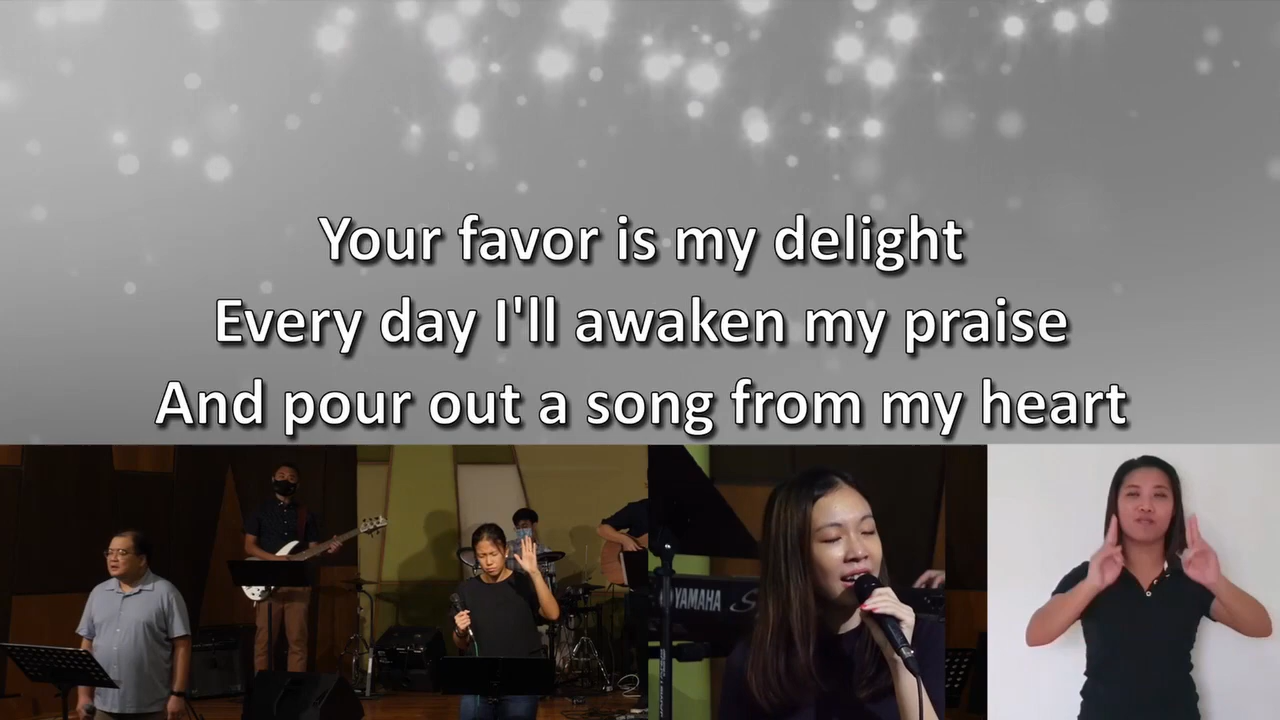 Your favor is my delight
Every day I'll awaken my praise
And pour out a song from my heart
YAMAHA